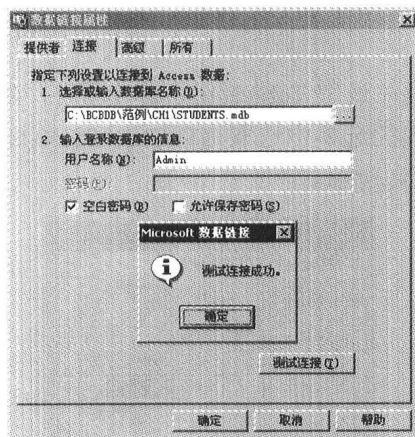 数据链接属性
提供者 连接 高级 所有
指定下列设置以连接到 Access 数据:
1. 选择或输入数据库名称(D):
C:\BCBDB\范例\CH1\STUDENTS.mdb ...
2. 输入登录数据库的信息:
用户名称(N): Admin
密码(P):
空白密码(B) 允许保存密码(S)
Microsoft 数据链接
测试连接成功。
确定
测试连接(T)
确定 取消 帮助